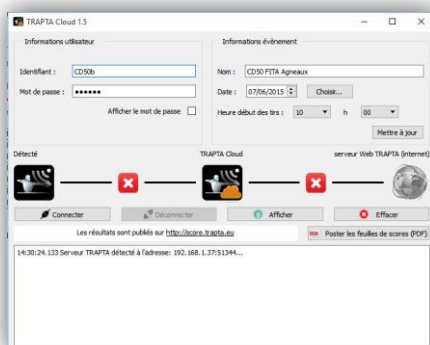 TRAPTA Cloud 1.5
Informations utilisateur
Informations évènement
Identifiant :
CD50b
Nom :
CD50 FITA Agneaux
Mot de passe :
Date :
07/06/2015
Choisir...
Afficher le mot de passe
Heure début des tirs :
10
h
00
Mettre à jour
Détecté
TRAPTA Cloud
serveur Web TRAPTA (internet)
Connecter
Déconnecter
Afficher
Effacer
Les résultats sont publiés sur http://score.trapta.eu
Poster les feuilles de scores (PDF)
14:30:24.133 Serveur TRAPTA détecté à l'adresse: 192.168.1.37:51344...